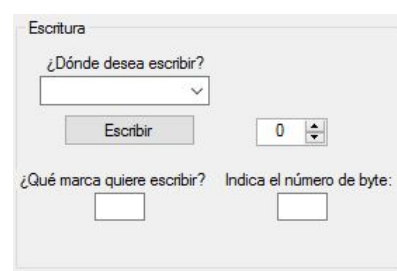 Escritura
¿Dónde desea escribir?
Escribir 0
¿Qué marca quiere escribir? Indica el número de byte: